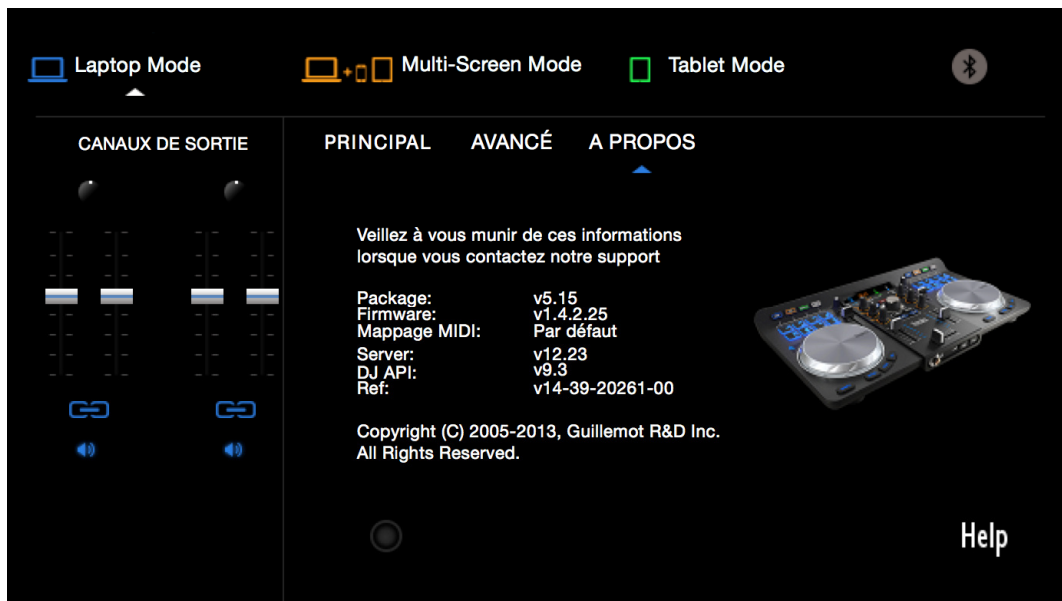 Laptop Mode
Multi-Screen Mode
Tablet Mode
CANAUX DE SORTIE
PRINCIPAL AVANCÉ A PROPOS
Veillez à vous munir de ces informations
lorsque vous contactez notre support
Package: v5.15
Firmware: v1.4.2.25
Mappage MIDI: Par défaut
Server: v12.23
DJ API: v9.3
Ref: v14-39-20261-00
Copyright (C) 2005-2013, Guillemot R&D Inc.
All Rights Reserved.
Help